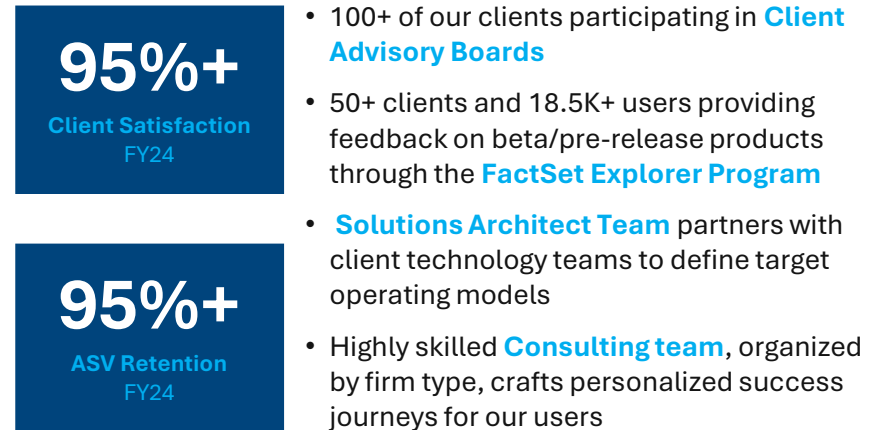 95%+
Client Satisfaction
FY24
95%+
ASV Retention
FY24
• 100+ of our clients participating in Client
Advisory Boards
• 50+ clients and 18.5K+ users providing
feedback on beta/pre-release products
through the FactSet Explorer Program
• Solutions Architect Team partners with
client technology teams to define target
operating models
• Highly skilled Consulting team, organized
by firm type, crafts personalized success
journeys for our users